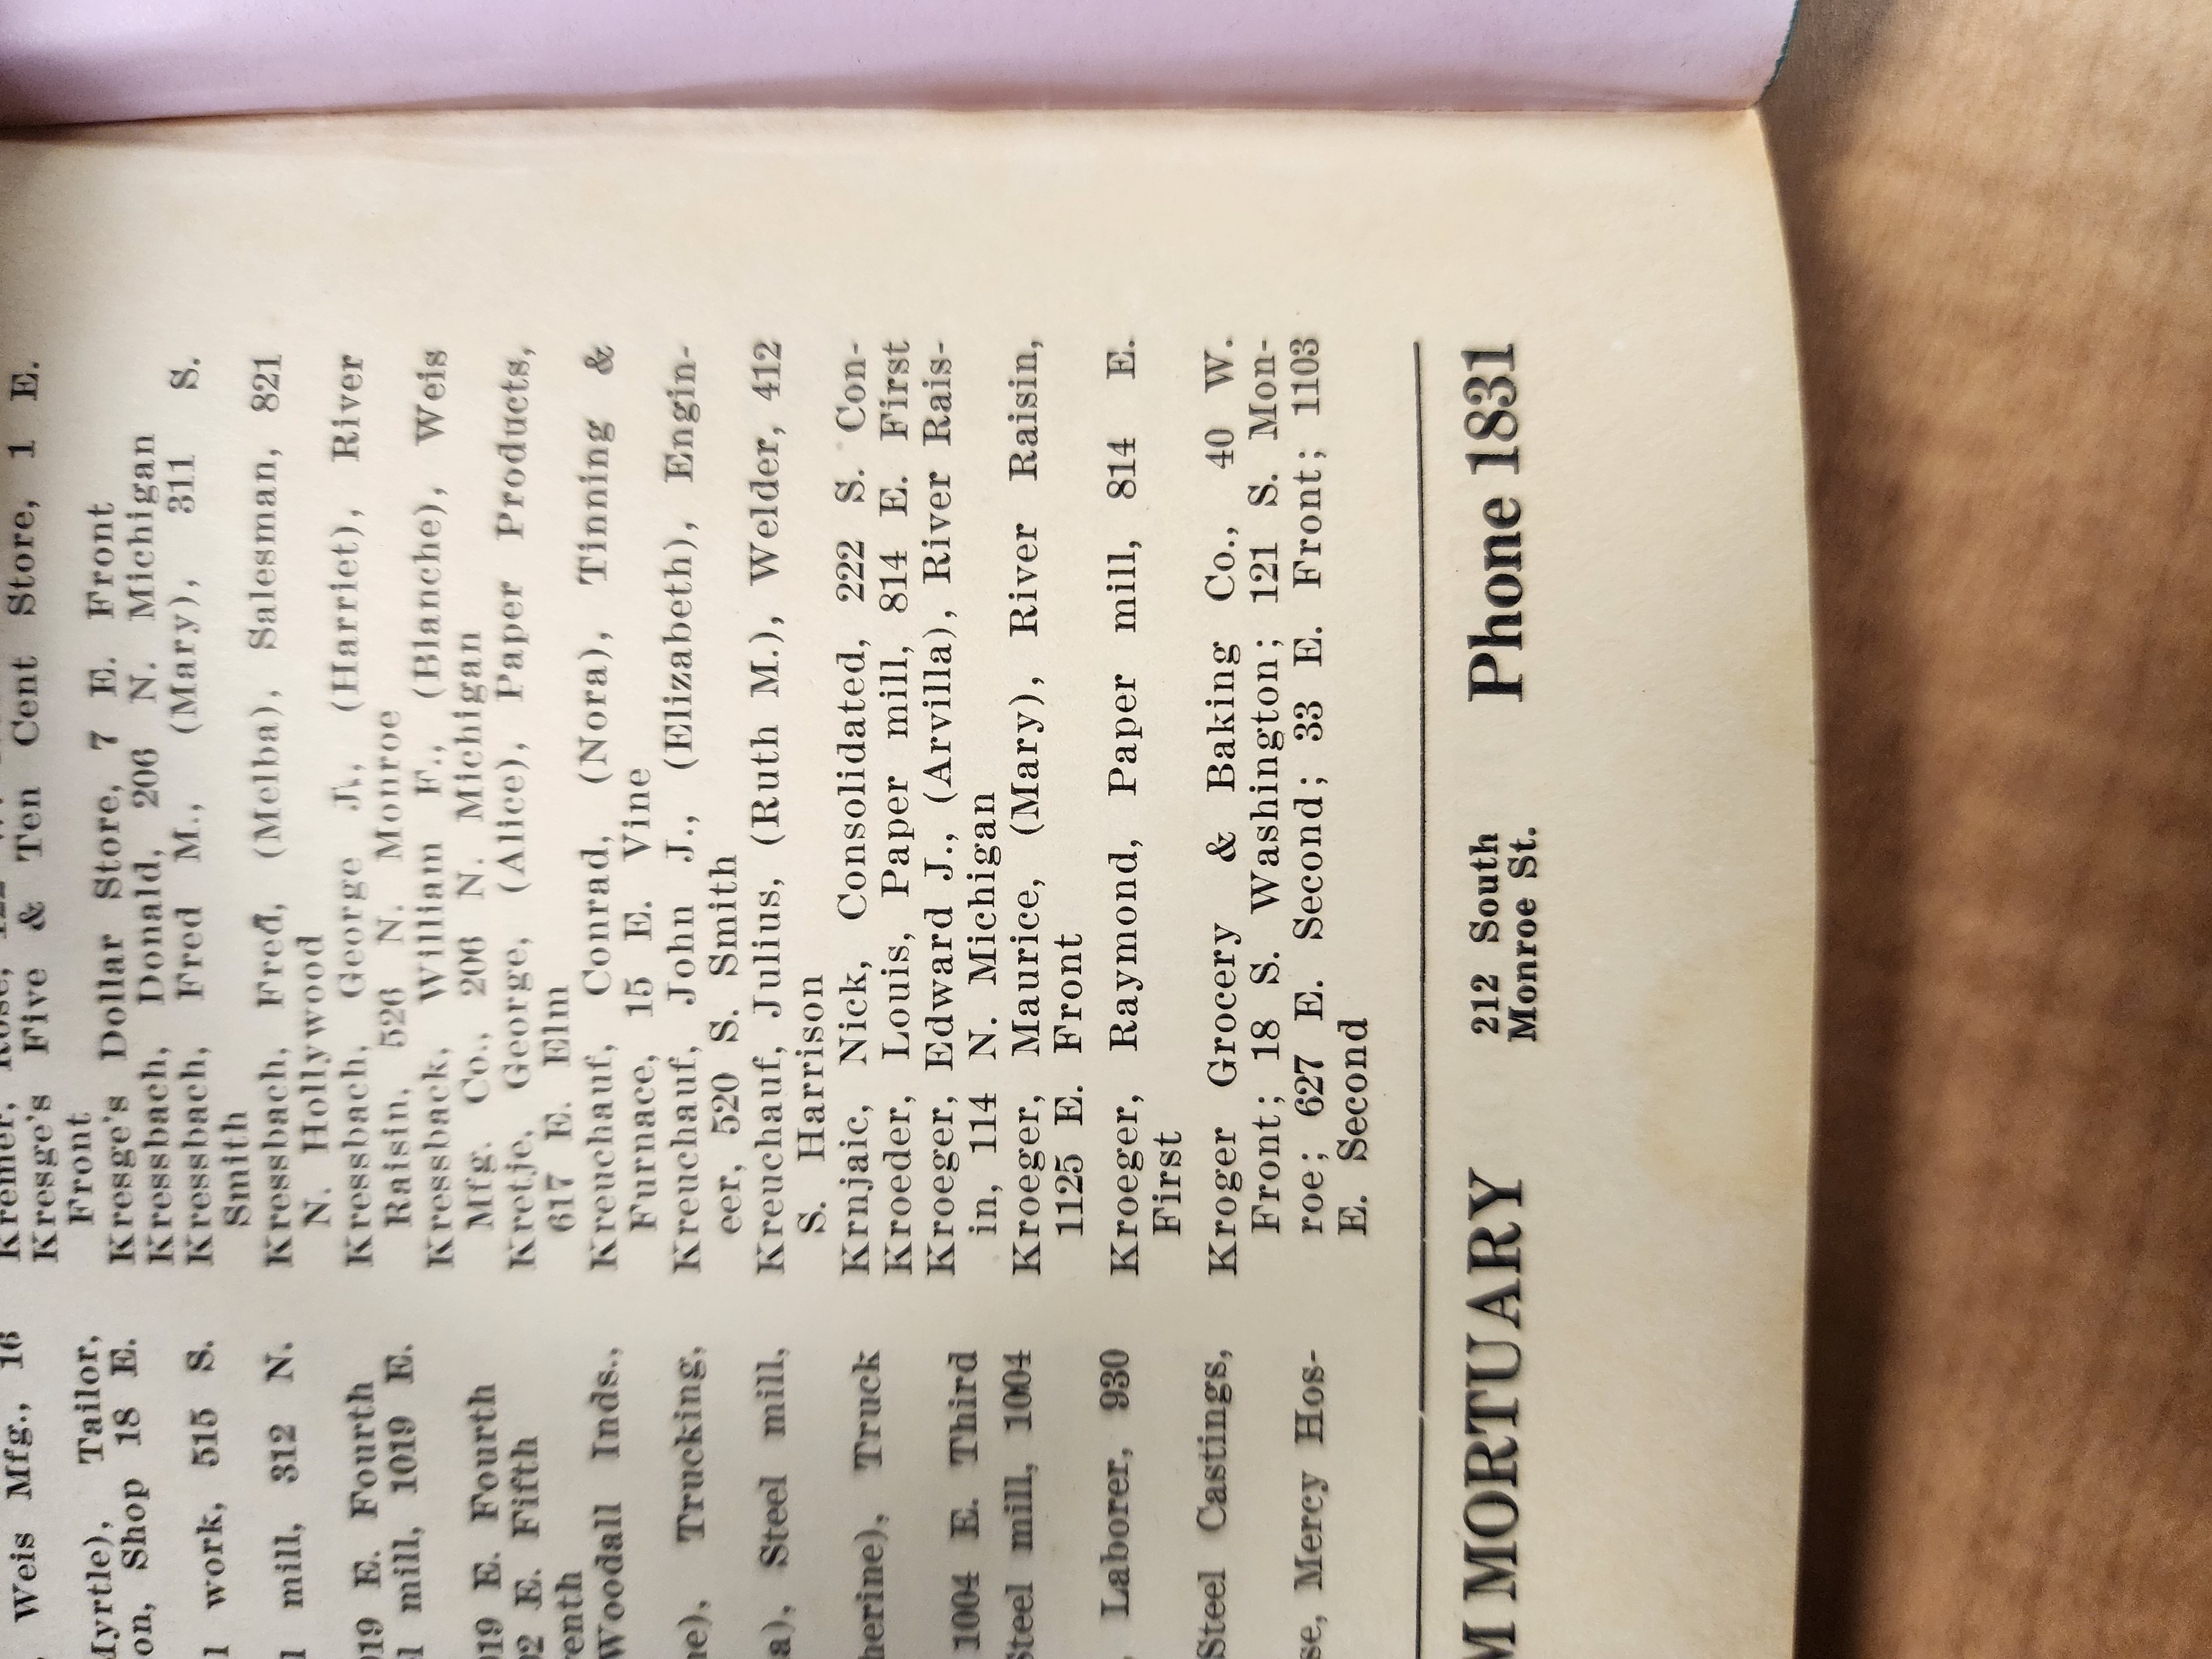 Weis Mfg., 16
Myrtle), Tailor,
on, Shop 18 E.
l work, 515 S.
l mill, 312 N.
019 E. Fourth
l mill, 1019 E.
019 E. Fourth
02 E. Fifth
venth
Woodall Inds.,
ne), Trucking,
a), Steel mill,
herine), Truck
1004 E. Third
Steel mill, 1004
, Laborer, 930
Steel Castings,
se, Mercy Hos-
Kresge's Five & Ten Cent Store, 1 E.
Front
Kresge's Dollar Store, 7 E. Front
Kressbach, Donald, 206 N. Michigan
Kressbach, Fred M., (Mary), 311 S.
Smith
Kressbach, Fred, (Melba), Salesman, 821
N. Hollywood
Kressbach, George J., (Harriet), River
Raisin, 526 N. Monroe
Kressback, William F., (Blanche), Weis
Mfg. Co., 206 N. Michigan
Kretje, George, (Alice), Paper Products,
617 E. Elm
Kreuchauf, Conrad, (Nora), Tinning &
Furnace, 15 E. Vine
Kreuchauf, John J., (Elizabeth), Engin-
eer, 520 S. Smith
Kreuchauf, Julius, (Ruth M.), Welder, 412
S. Harrison
Krnjaic, Nick, Consolidated, 222 S. Con-
Kroeder, Louis, Paper mill, 814 E. First
Kroeger, Edward J., (Arvilla), River Rais-
in, 114 N. Michigan
Kroeger, Maurice, (Mary), River Raisin,
1125 E. Front
Kroeger, Raymond, Paper mill, 814 E.
First
Kroger Grocery & Baking Co., 40 W.
Front; 18 S. Washington; 121 S. Mon-
roe; 627 E. Second; 33 E. Front; 1103
E. Second
M MORTUARY
212 South
Monroe St.
Phone 1831